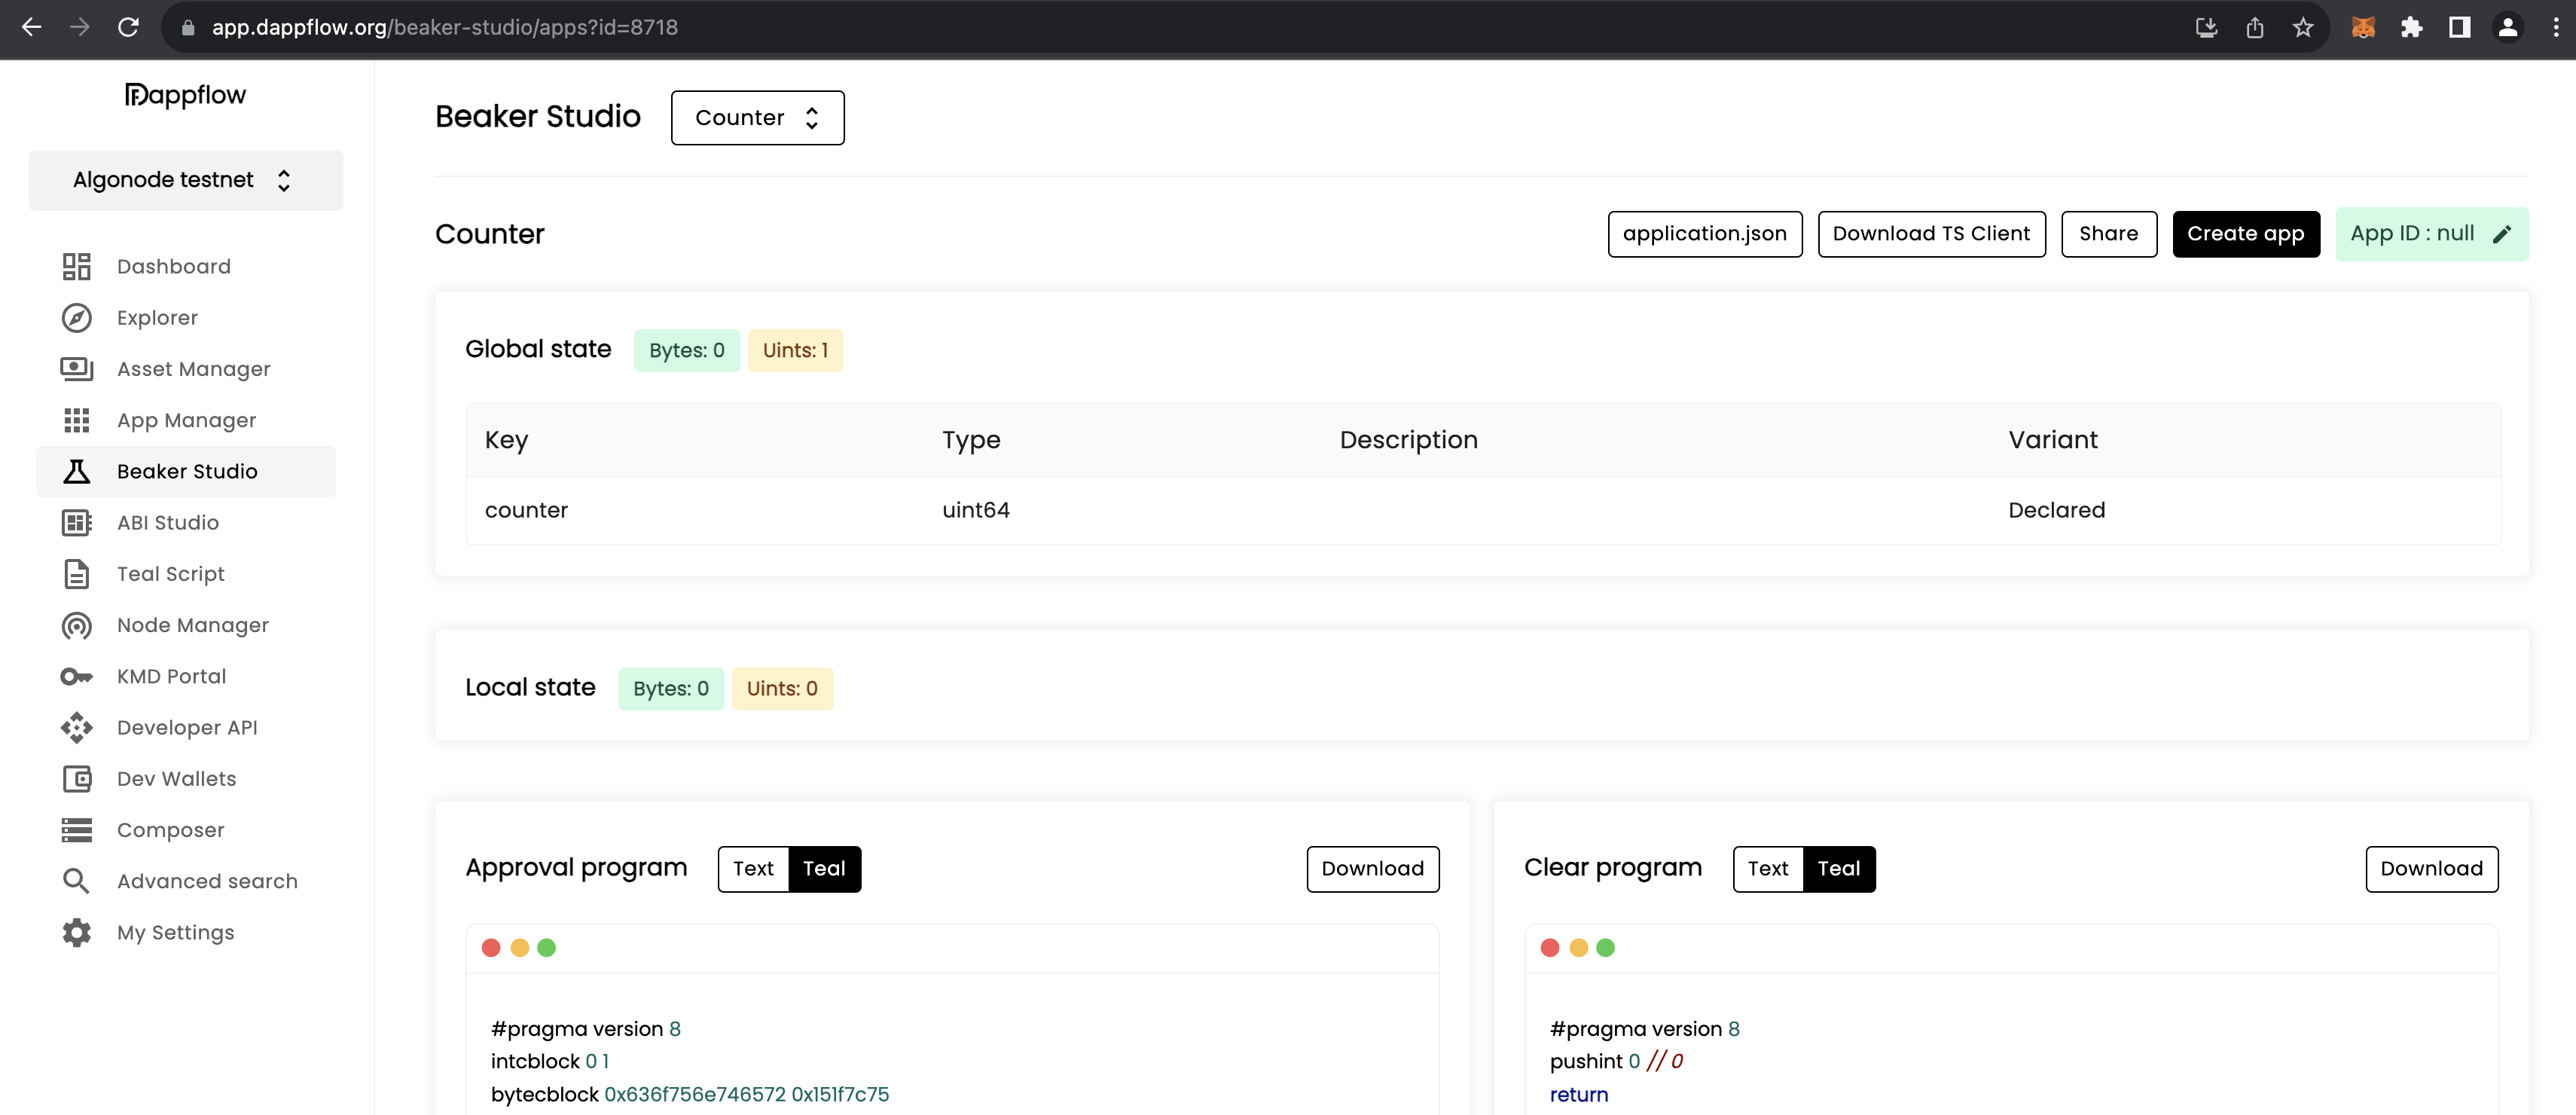 app.dappflow.org/beaker-studio/apps?id=8718
Dappflow
Algonode testnet
Dashboard
Explorer
Asset Manager
App Manager
Beaker Studio
ABI Studio
Teal Script
Node Manager
KMD Portal
Developer API
Dev Wallets
Composer
Advanced search
My Settings
Beaker Studio Counter
Counter application.json Download TS Client Share Create app App ID : null
Global state Bytes: 0 Uints: 1
Key Type Description Variant
counter uint64 Declared
Local state Bytes: 0 Uints: 0
Approval program Text Teal Download
#pragma version 8
intcblock 0 1
bytecblock 0x636f756e746572 0x151f7c75
Clear program Text Teal Download
#pragma version 8
pushint 0 // 0
return